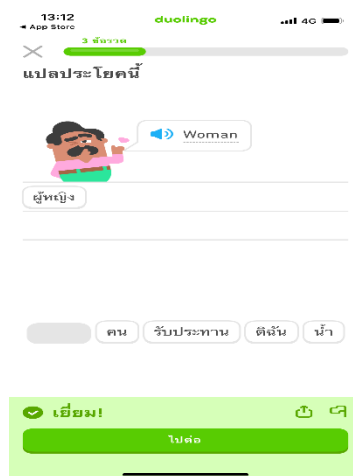 13:12
duolingo
4G
◄ App Store
3 ข้อรวด
แปลประโยคนี้
Woman
ผู้หญิง
คน
รับประทาน
ดิฉัน
น้ำ
เยี่ยม!
ไปต่อ